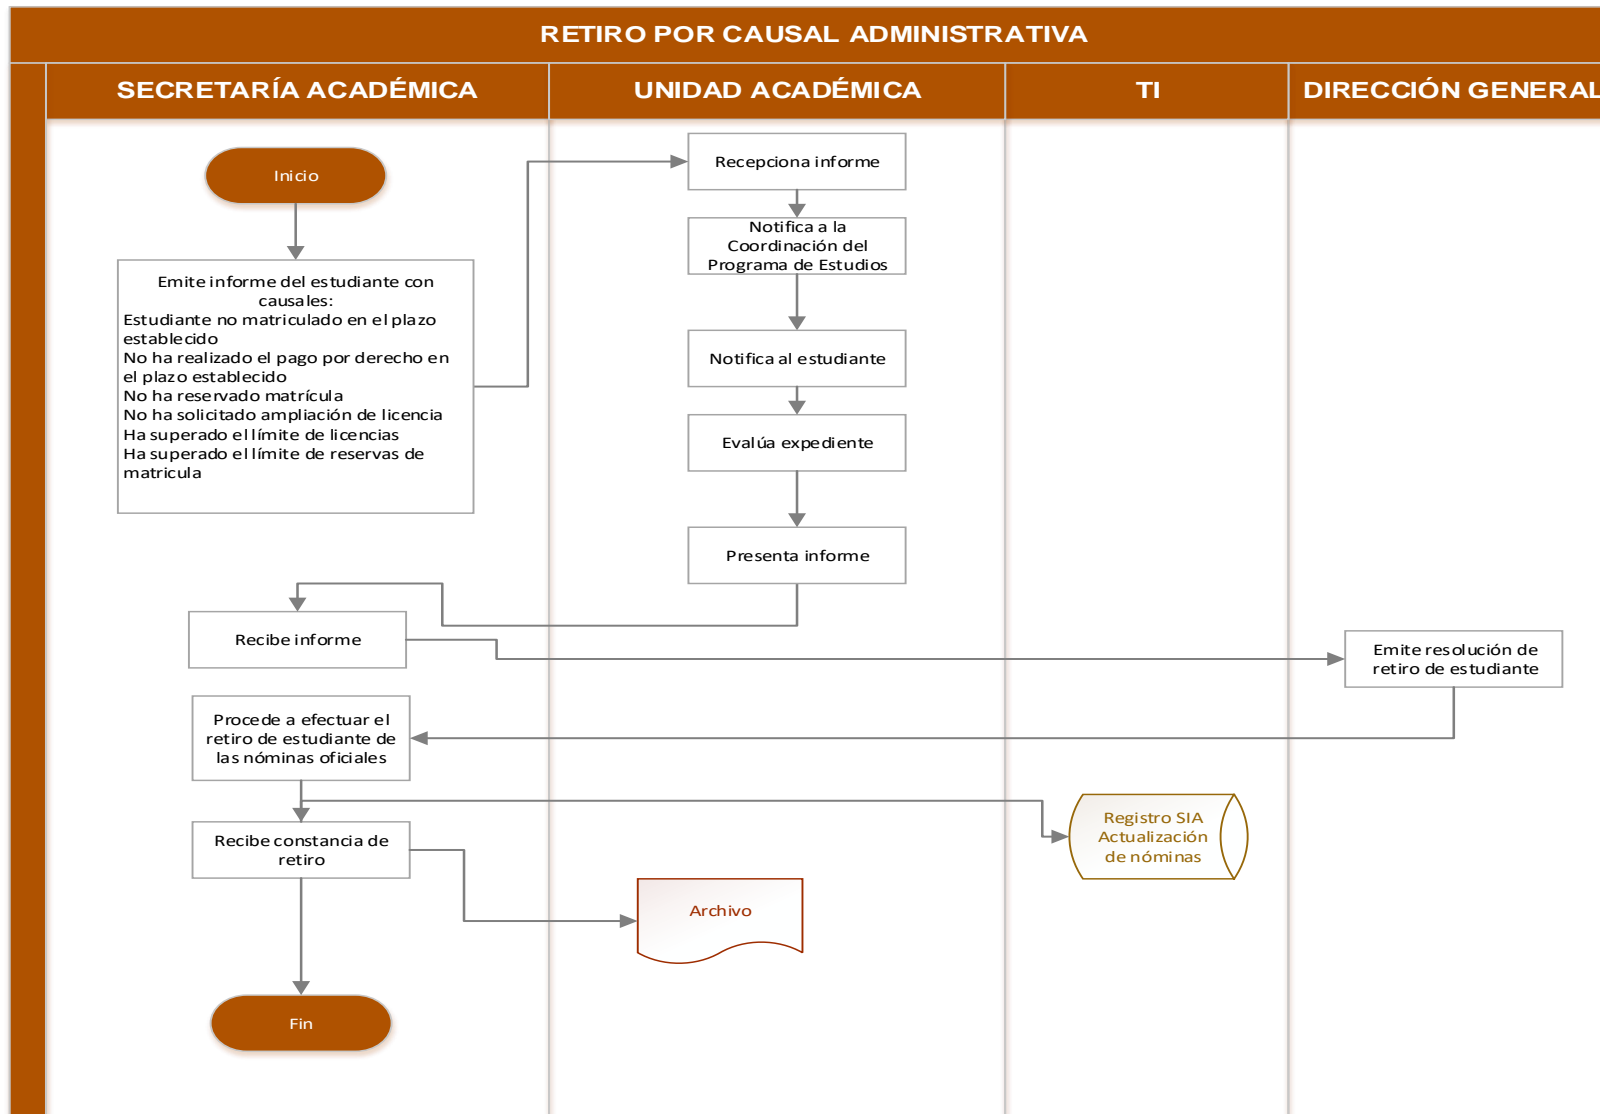 RETIRO POR CAUSAL ADMINISTRATIVA
SECRETARÍA ACADÉMICA
UNIDAD ACADÉMICA
TI
DIRECCIÓN GENERAL
Inicio
Emite informe del estudiante con
causales:
Estudiante no matriculado en el plazo
establecido
No ha realizado el pago por derecho en
el plazo establecido
No ha reservado matrícula
No ha solicitado ampliación de licencia
Ha superado el límite de licencias
Ha superado el límite de reservas de
matricula
Recepciona informe
Notifica a la
Coordinación del
Programa de Estudios
Notifica al estudiante
Evalúa expediente
Presenta informe
Recibe informe
Emite resolución de
retiro de estudiante
Procede a efectuar el
retiro de estudiante de
las nóminas oficiales
Registro SIA
Actualización
de nóminas
Recibe constancia de
retiro
Archivo
Fin